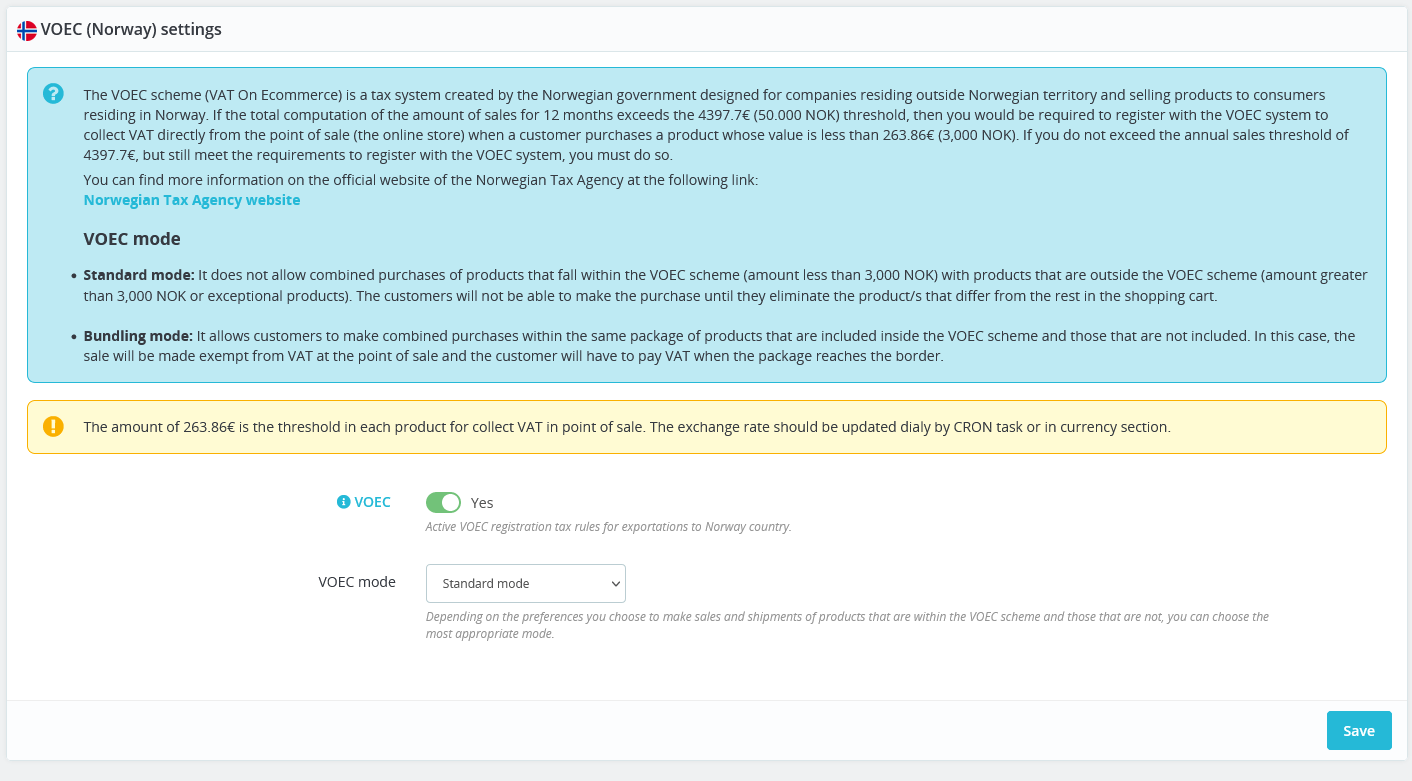 VOEC (Norway) settings
The VOEC scheme (VAT On Ecommerce) is a tax system created by the Norwegian government designed for companies residing outside Norwegian territory and selling products to consumers
residing in Norway. If the total computation of the amount of sales for 12 months exceeds the 4397.7€ (50.000 NOK) threshold, then you would be required to register with the VOEC system to
collect VAT directly from the point of sale (the online store) when a customer purchases a product whose value is less than 263.86€ (3,000 NOK). If you do not exceed the annual sales threshold of
4397.7€, but still meet the requirements to register with the VOEC system, you must do so.
You can find more information on the official website of the Norwegian Tax Agency at the following link:
Norwegian Tax Agency website
VOEC mode
• Standard mode: It does not allow combined purchases of products that fall within the VOEC scheme (amount less than 3,000 NOK) with products that are outside the VOEC scheme (amount greater
than 3,000 NOK or exceptional products). The customers will not be able to make the purchase until they eliminate the product/s that differ from the rest in the shopping cart.
• Bundling mode: It allows customers to make combined purchases within the same package of products that are included inside the VOEC scheme and those that are not included. In this case, the
sale will be made exempt from VAT at the point of sale and the customer will have to pay VAT when the package reaches the border.
The amount of 263.86€ is the threshold in each product for collect VAT in point of sale. The exchange rate should be updated dialy by CRON task or in currency section.
VOEC
Yes
Active VOEC registration tax rules for exportations to Norway country.
VOEC mode
Standard mode
Depending on the preferences you choose to make sales and shipments of products that are within the VOEC scheme and those that are not, you can choose the
most appropriate mode.
Save